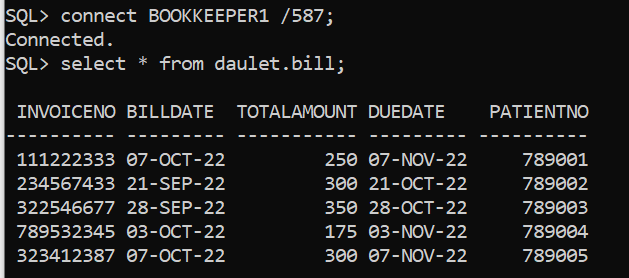 SQL> connect BOOKKEEPER1 /587;
Connected.
SQL> select * from daulet.bill;
INVOICENO BILLDATE TOTALAMOUNT DUEDATE PATIENTNO
---------- --------- ----------- --------- ----------
111222333 07-OCT-22 250 07-NOV-22 789001
234567433 21-SEP-22 300 21-OCT-22 789002
322546677 28-SEP-22 350 28-OCT-22 789003
789532345 03-OCT-22 175 03-NOV-22 789004
323412387 07-OCT-22 300 07-NOV-22 789005